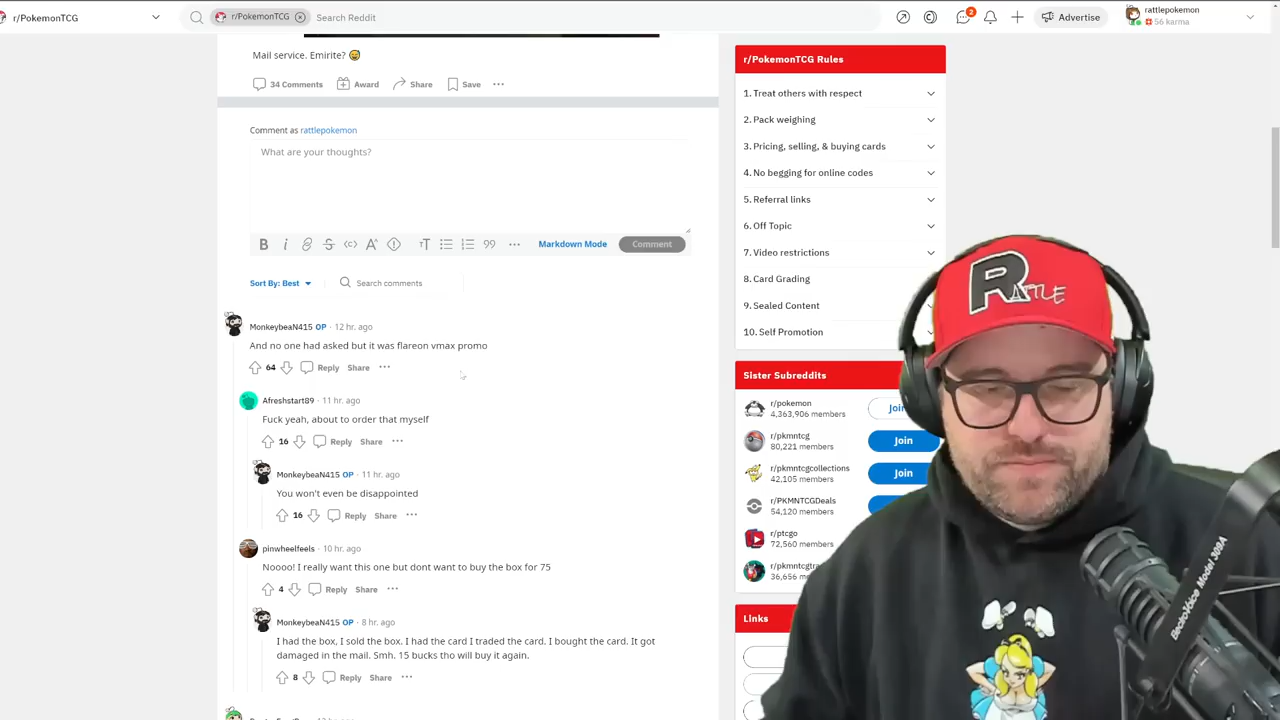 r/PokemonTCG
r/PokemonTCG
Search Reddit
2
Advertise
rattlepokemon
56 karma
Mail service. Emirite? 😅
34 Comments
Award
Share
Save
Comment as rattlepokemon
What are your thoughts?
B
i
Markdown Mode
Comment
Sort By: Best
Search comments
MonkeybeaN415 OP · 12 hr. ago
And no one had asked but it was flareon vmax promo
64
Reply
Share
Afreshstart89 · 11 hr. ago
Fuck yeah, about to order that myself
16
Reply
Share
MonkeybeaN415 OP · 11 hr. ago
You won't even be disappointed
16
Reply
Share
pinwheelfeels · 10 hr. ago
Noooo! I really want this one but dont want to buy the box for 75
4
Reply
Share
MonkeybeaN415 OP · 8 hr. ago
I had the box, I sold the box. I had the card I traded the card. I bought the card. It got
damaged in the mail. Smh. 15 bucks tho will buy it again.
8
Reply
Share
r/PokemonTCG Rules
1. Treat others with respect
2. Pack weighing
3. Pricing, selling, & buying cards
4. No begging for online codes
5. Referral links
6. Off Topic
7. Video restrictions
8. Card Grading
9. Sealed Content
10. Self Promotion
Sister Subreddits
r/pokemon
4,363,906 members
r/pkmntcg
80,221 members
Join
r/pkmntcgcollections
42,105 members
Join
r/PKMNTCGDeals
54,120 members
r/ptcgo
72,560 members
36,656
Links
RATTLE